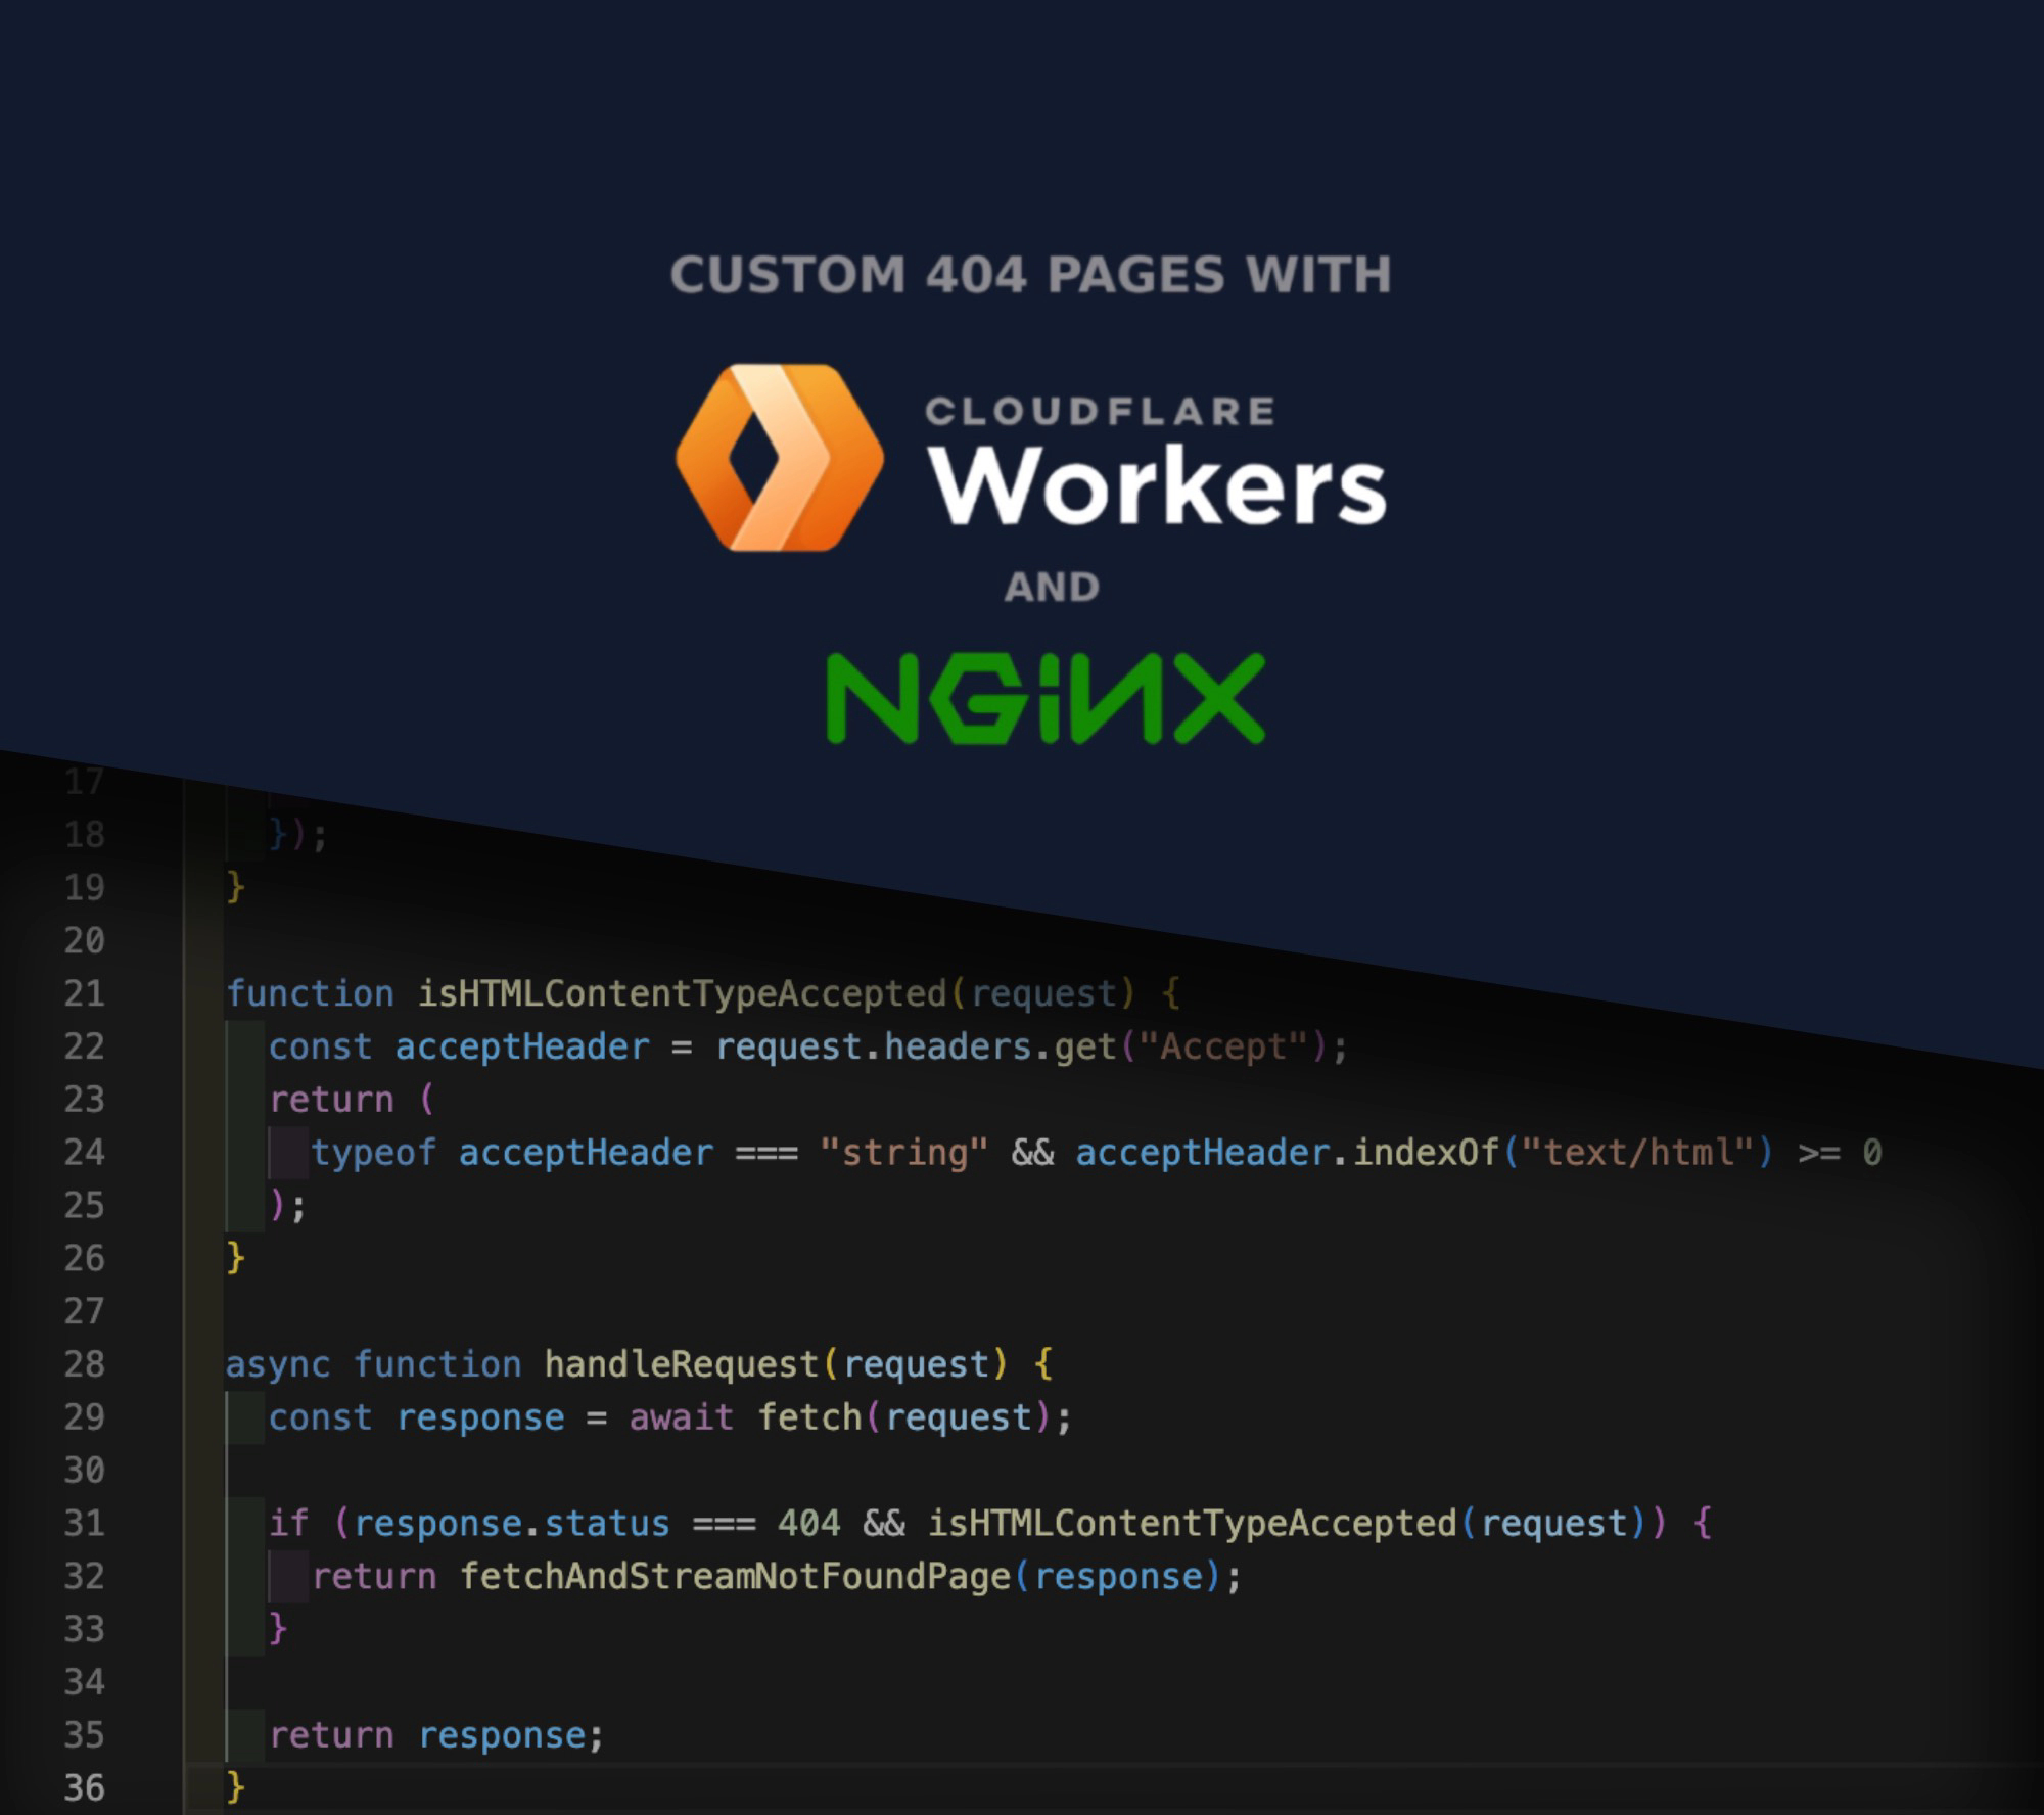 CUSTOM 404 PAGES WITH
CLOUDFLARE
Workers
AND
NGiNX
17
18 });
19 }
20
21 function isHTMLContentTypeAccepted(request) {
22 const acceptHeader = request.headers.get("Accept");
23 return (
24 typeof acceptHeader === "string" && acceptHeader.indexOf("text/html") >= 0
25 );
26 }
27
28 async function handleRequest(request) {
29 const response = await fetch(request);
30
31 if (response.status === 404 && isHTMLContentTypeAccepted(request)) {
32 return fetchAndStreamNotFoundPage(response);
33 }
34
35 return response;
36 }